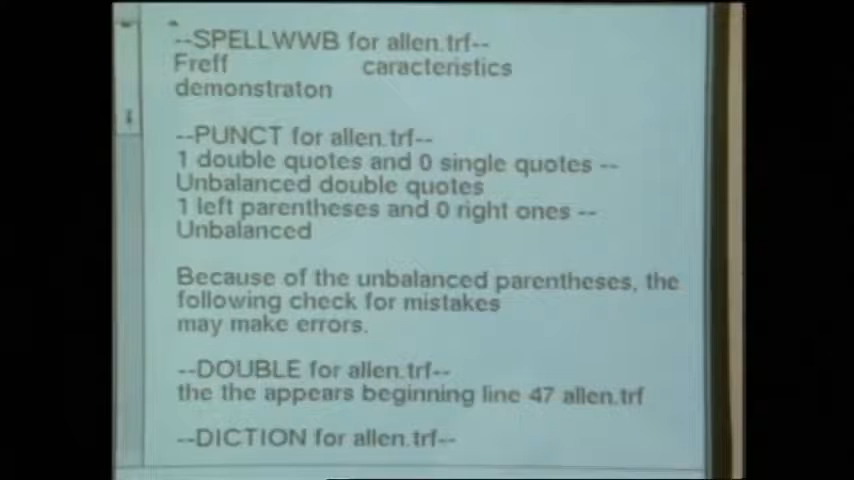 --SPELLWWB for allen.trf--
Freff caracteristics
demonstraton
--PUNCT for allen.trf--
1 double quotes and 0 single quotes --
Unbalanced double quotes
1 left parentheses and 0 right ones --
Unbalanced
Because of the unbalanced parentheses, the
following check for mistakes
may make errors.
--DOUBLE for allen.trf--
the the appears beginning line 47 allen.trf
--DICTION for allen.trf--